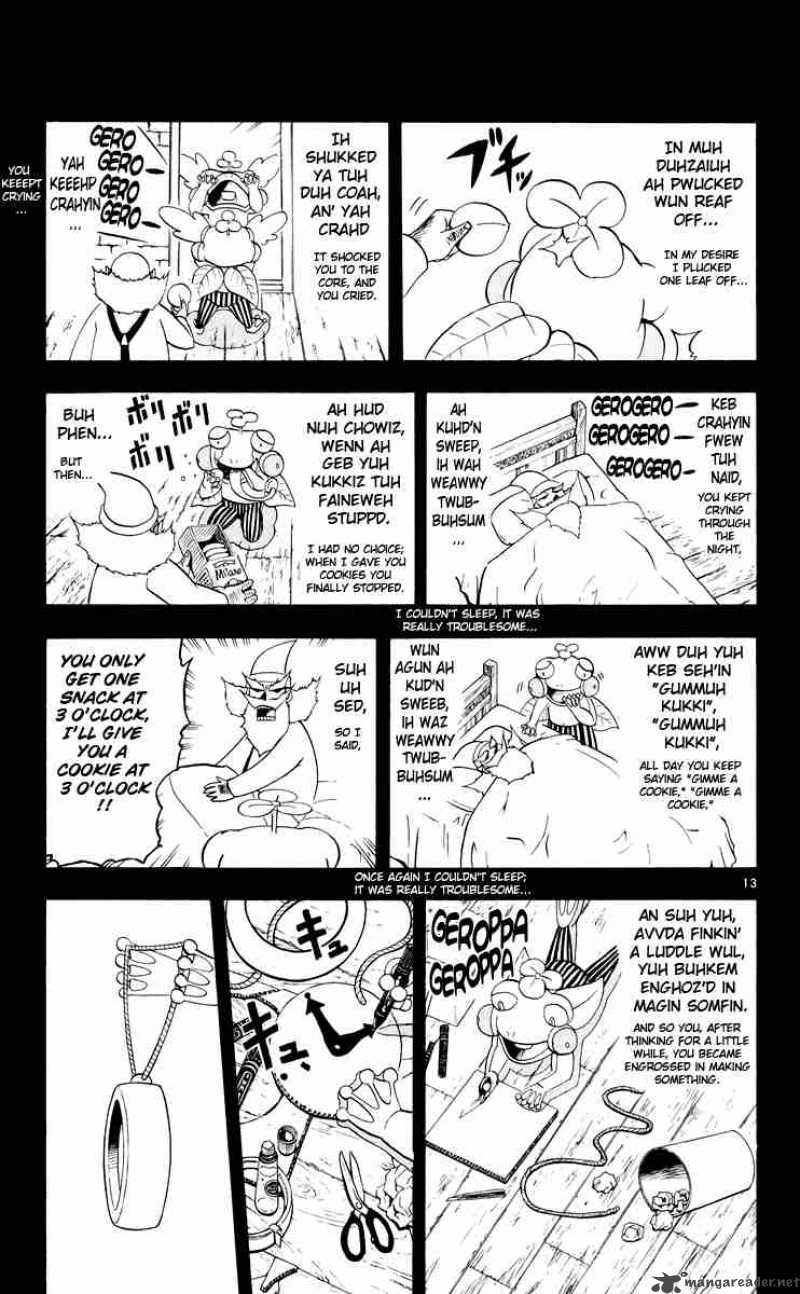 IN MUH
DUHZAIUH
AH PWUCKED
WUN REAF
OFF...
IN MY DESIRE
I PLUCKED
ONE LEAF OFF...
ブチッ
IH
SHUKKED
YA TUH
DUH COAH,
AN' YAH
CRAHD
IT SHOCKED
YOU TO THE
CORE, AND
YOU CRIED.
GERO
GERO—
GERO
GERO—
YAH
KEEEHP
CRAHYIN
...
YOU
KEEEPT
CRYING
...
KEB
CRAHYIN
FWEW
TUH
NAID,
YOU KEPT
CRYING
THROUGH
THE
NIGHT,
GEROGERO—
GEROGERO—
GEROGERO—
AH
KUHD'N
SWEEP,
IH WAH
WEAWWY
TWUB-
BUHSUM
...
I COULDN'T SLEEP, IT WAS
REALLY TROUBLESOME...
AH HUD
NUH CHOWIZ,
WENN AH
GEB YUH
KUKKIZ TUH
FAINEWEH
STUPPD.
I HAD NO CHOICE;
WHEN I GAVE YOU
COOKIES YOU
FINALLY STOPPED.
ボリ
ボリ
ボリ
Milano
BUH
PHEN...
BUT
THEN...
AWW DUH YUH
KEB SEH'IN
"GUMMUH
KUKKI",
"GUMMUH
KUKKI",
ALL DAY YOU KEEP
SAYING "GIMME A
COOKIE," "GIMME A
COOKIE,"
WUN
AGUN AH
KUD'N
SWEEB,
IH WAZ
WEAWWY
TWUB-
BUHSUM
...
ONCE AGAIN I COULDN'T SLEEP;
IT WAS REALLY TROUBLESOME...
SUH
UH
SED,
SO I
SAID,
YOU ONLY
GET ONE
SNACK AT
3 O'CLOCK,
I'LL GIVE
YOU A
COOKIE AT
3 O'CLOCK
!!
13
AN SUH YUH,
AVVDA FINKIN'
A LUDDLE WUL,
YUH BUHKEM
ENGHOZ'D IN
MAGIN SOMFIN.
AND SO YOU, AFTER
THINKING FOR A LITTLE
WHILE, YOU BECAME
ENGROSSED IN MAKING
SOMETHING.
GEROPPA
GEROPPA
キュ
キュ
mangareader.net